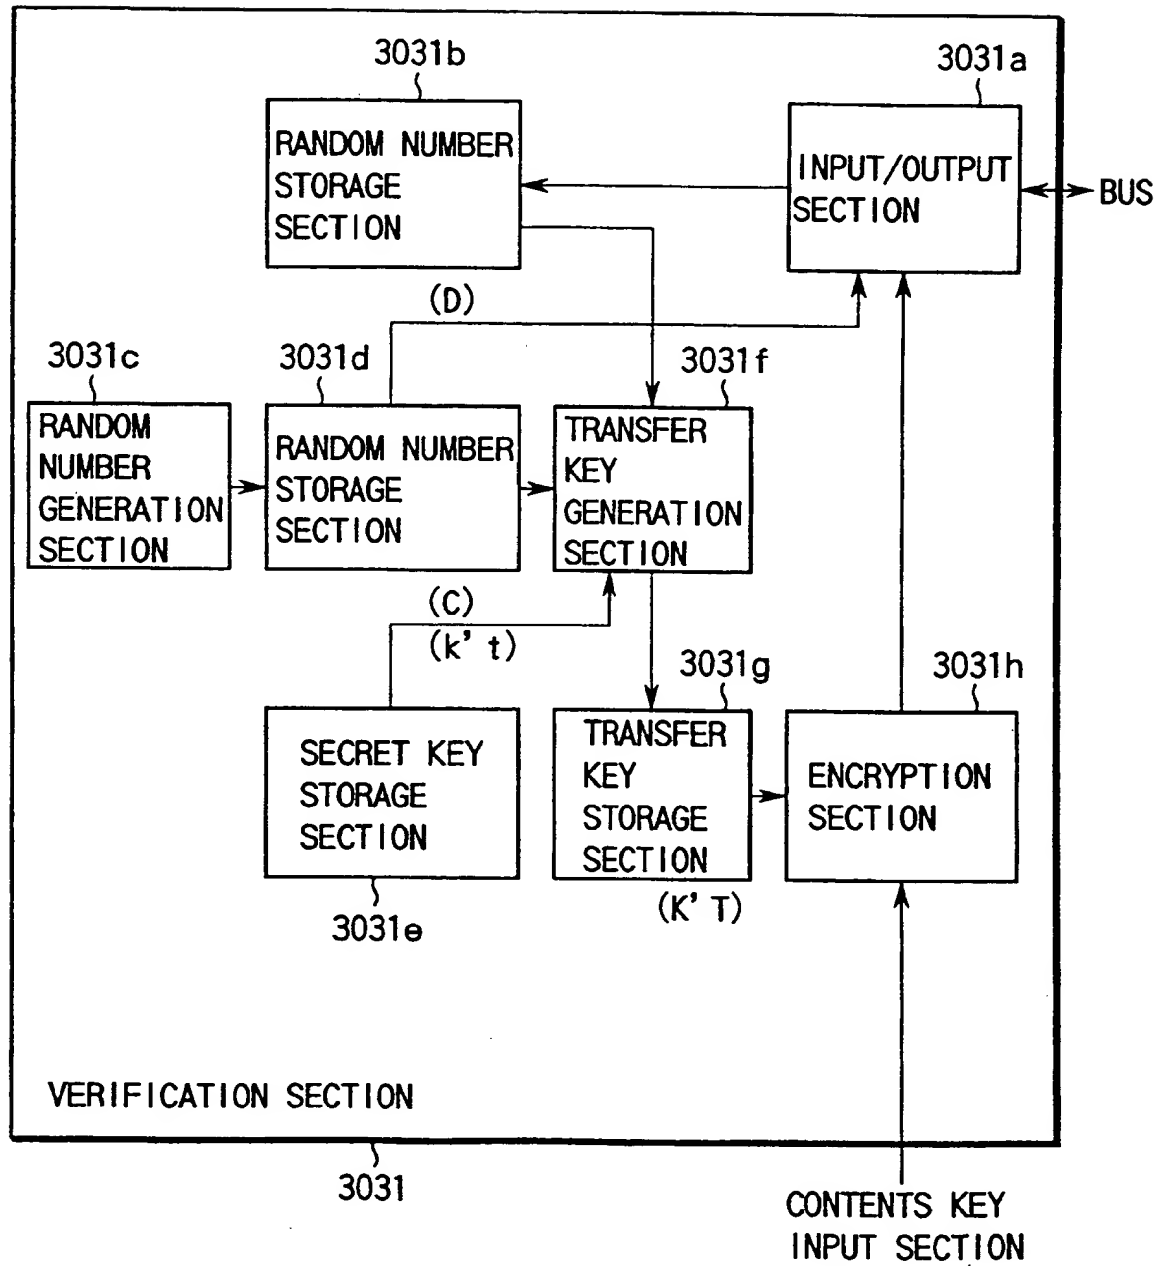 3031b
3031a
RANDOM NUMBER
STORAGE
SECTION
INPUT/OUTPUT
SECTION
BUS
(D)
3031c
3031d
3031f
RANDOM
NUMBER
GENERATION
SECTION
RANDOM NUMBER
STORAGE
SECTION
TRANSFER
KEY
GENERATION
SECTION
(C)
(k' t)
3031g
3031h
SECRET KEY
STORAGE
SECTION
TRANSFER
KEY
STORAGE
SECTION
ENCRYPTION
SECTION
3031e
(K' T)
VERIFICATION SECTION
3031
CONTENTS KEY
INPUT SECTION